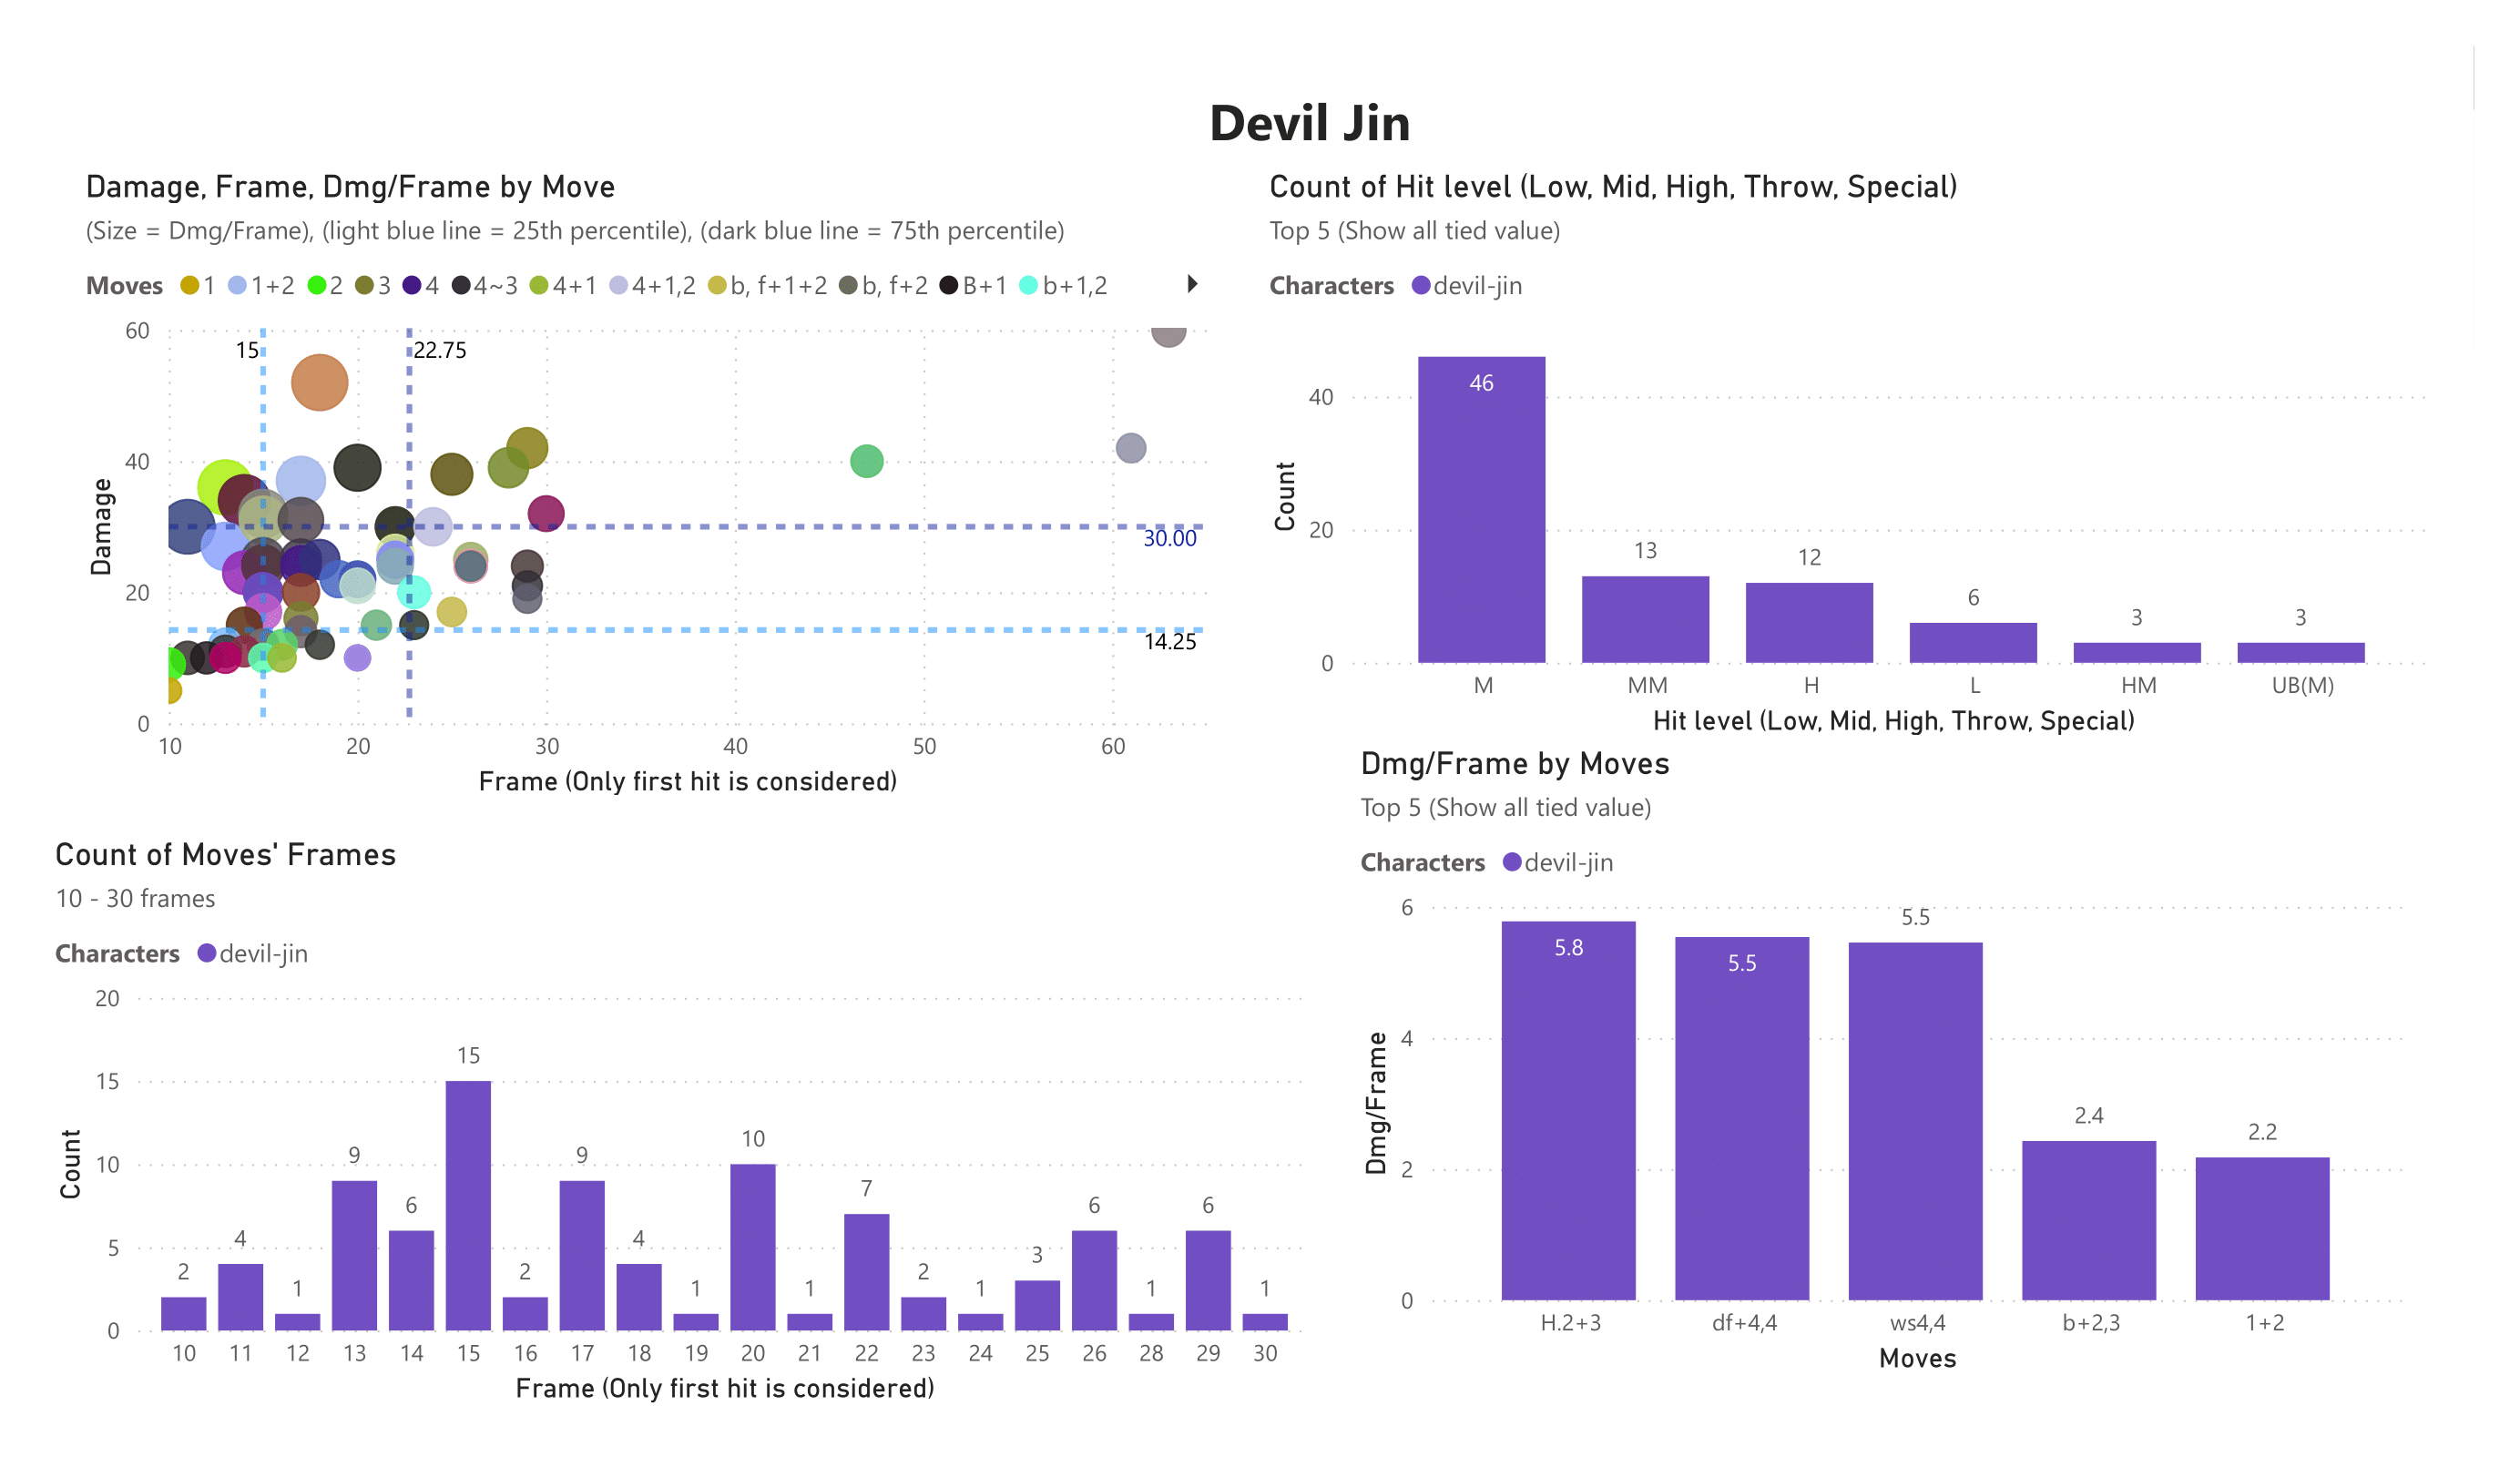 Devil Jin
Damage, Frame, Dmg/Frame by Move
(Size = Dmg/Frame), (light blue line = 25th percentile), (dark blue line = 75th percentile)
Moves 1 1+2 2 3 4 4~3 4+1 4+1,2 b, f+1+2 b, f+2 B+1 b+1,2
60
15
22.75
40
30.00
20
14.25
0
Damage
10 20 30 40 50 60
Frame (Only first hit is considered)
Count of Hit level (Low, Mid, High, Throw, Special)
Top 5 (Show all tied value)
Characters devil-jin
40
20
0
Count
46 13 12 6 3 3
M MM H L HM UB(M)
Hit level (Low, Mid, High, Throw, Special)
Count of Moves' Frames
10 - 30 frames
Characters devil-jin
20
15
10
5
0
Count
2 4 1 9 6 15 2 9 4 1 10 1 7 2 1 3 6 1 6 1
10 11 12 13 14 15 16 17 18 19 20 21 22 23 24 25 26 28 29 30
Frame (Only first hit is considered)
Dmg/Frame by Moves
Top 5 (Show all tied value)
Characters devil-jin
6
4
2
0
Dmg/Frame
5.8 5.5 5.5 2.4 2.2
H.2+3 df+4,4 ws4,4 b+2,3 1+2
Moves